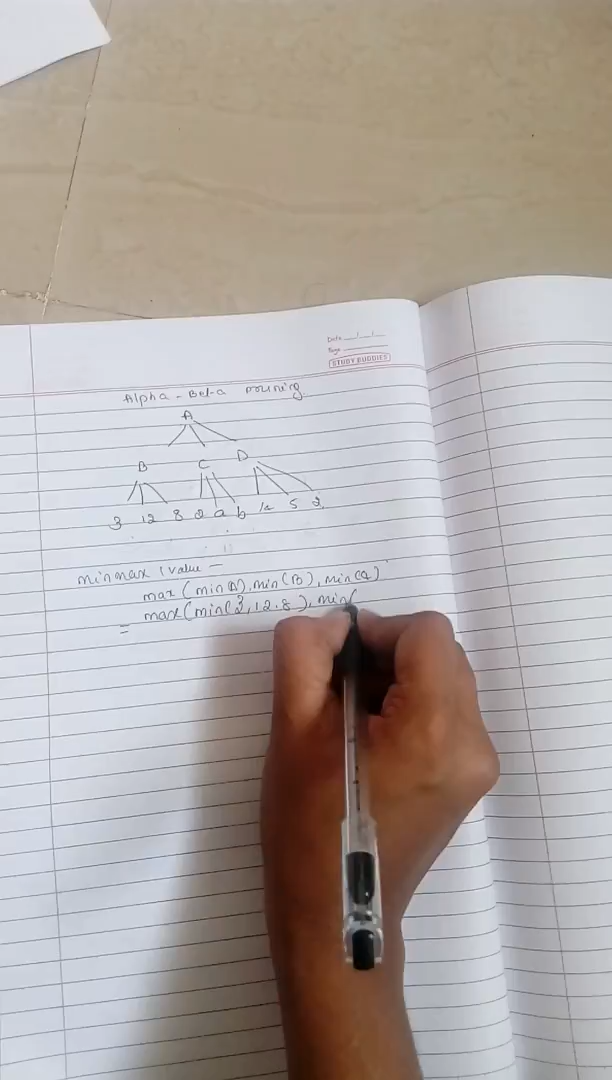 Date
Page
STUDY BUDDIES
Alpha - Beta pruning
A
B C D
3 12 8 2 a b 14 5 2
minmax value -
max (min(B), min(C)
= max(min(3, 12, 8), min(